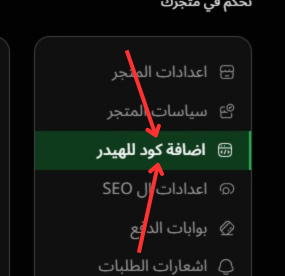 تحكم في متجرك
اعدادات المتجر
سياسات المتجر
اضافة كود للهيدر
اعدادات ال SEO
بوابات الدفع
اشعارات الطلبات